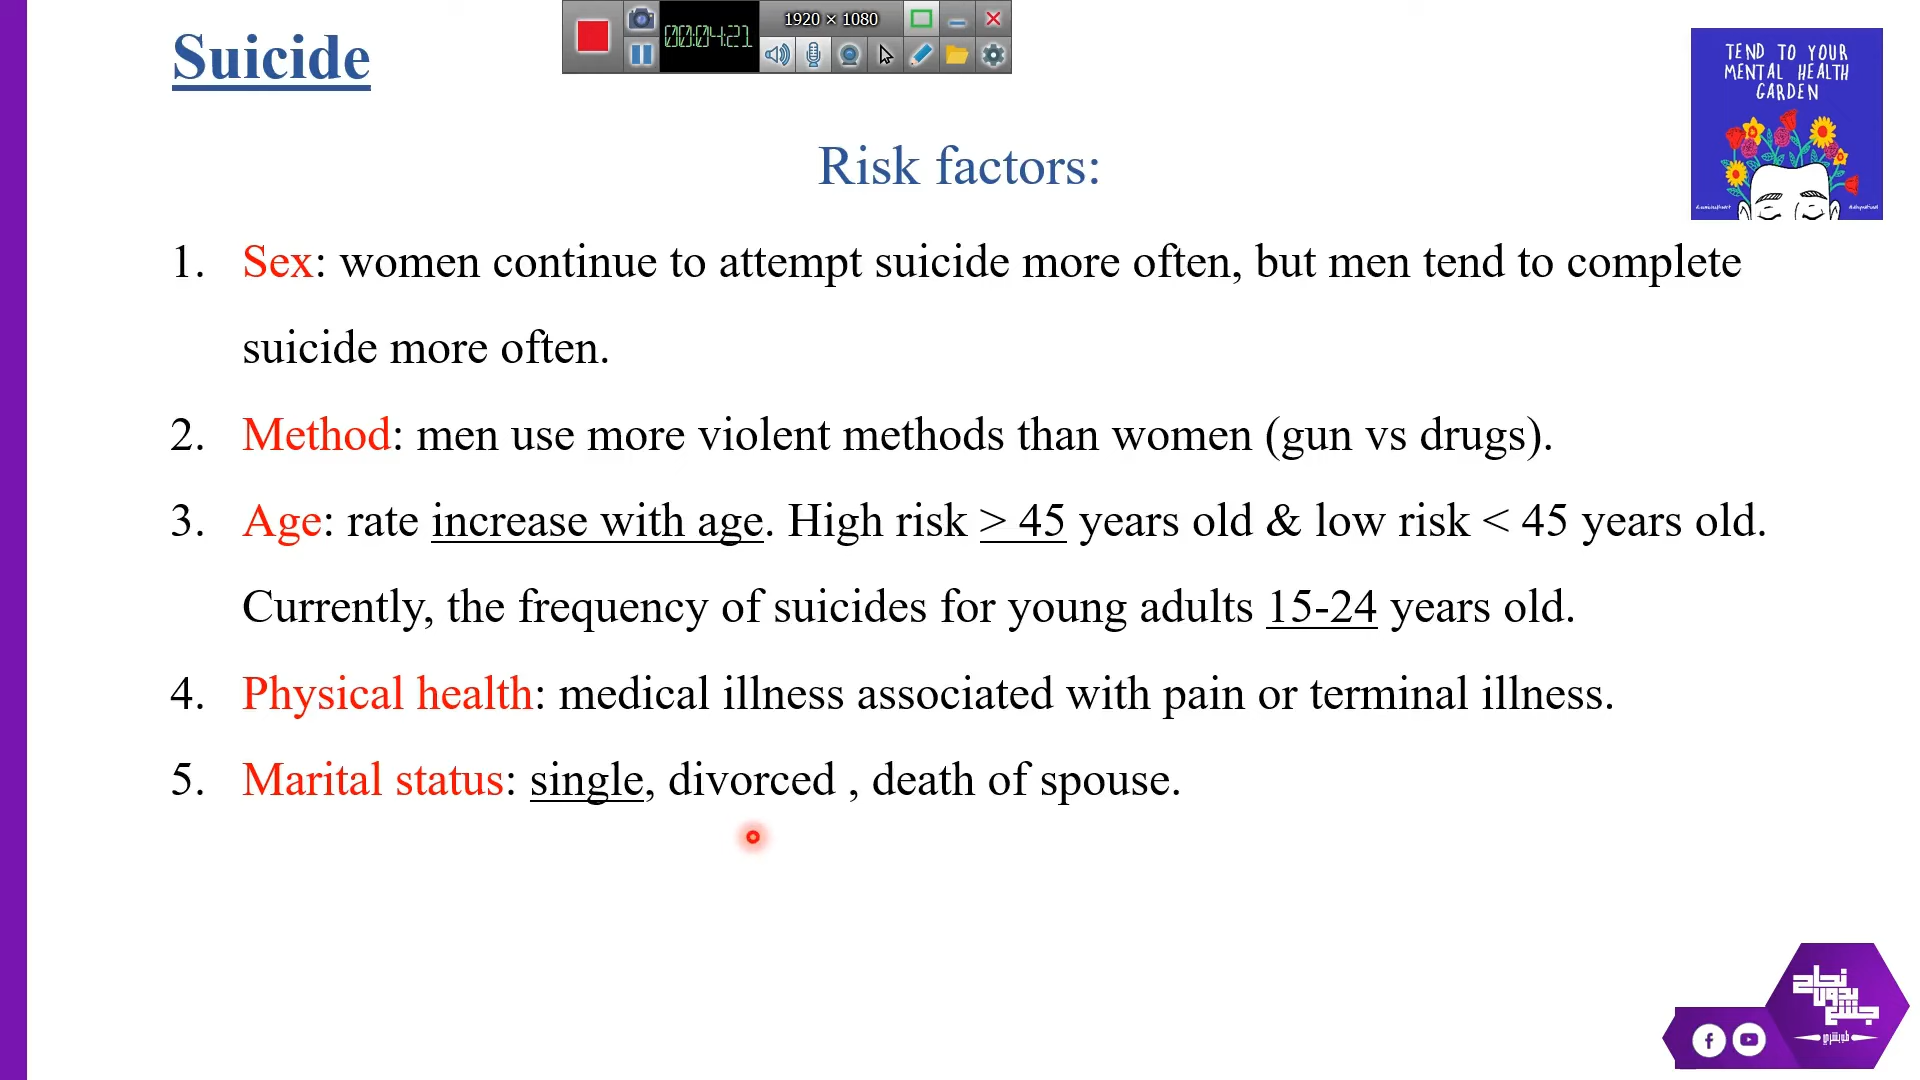 Suicide
00:04:21
1920 × 1080
TEND TO YOUR
MENTAL HEALTH
GARDEN
Risk factors:
1. Sex: women continue to attempt suicide more often, but men tend to complete
suicide more often.
2. Method: men use more violent methods than women (gun vs drugs).
3. Age: rate increase with age. High risk > 45 years old & low risk < 45 years old.
Currently, the frequency of suicides for young adults 15-24 years old.
4. Physical health: medical illness associated with pain or terminal illness.
5. Marital status: single, divorced , death of spouse.
نجاح
بدون